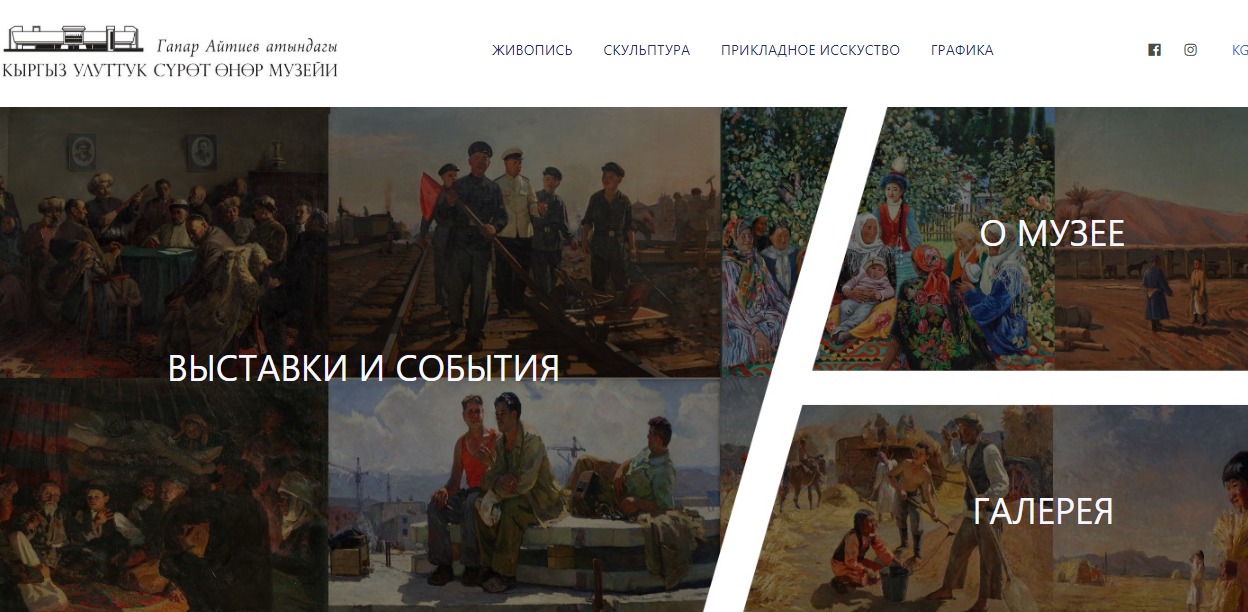 Гапар Айтиев атындагы
КЫРГЫЗ УЛУТТУК СҮРӨТ ӨНӨР МУЗЕЙИ
ЖИВОПИСЬ СКУЛЬПТУРА ПРИКЛАДНОЕ ИССКУСТВО ГРАФИКА KG
О МУЗЕЕ
ВЫСТАВКИ И СОБЫТИЯ
ГАЛЕРЕЯ